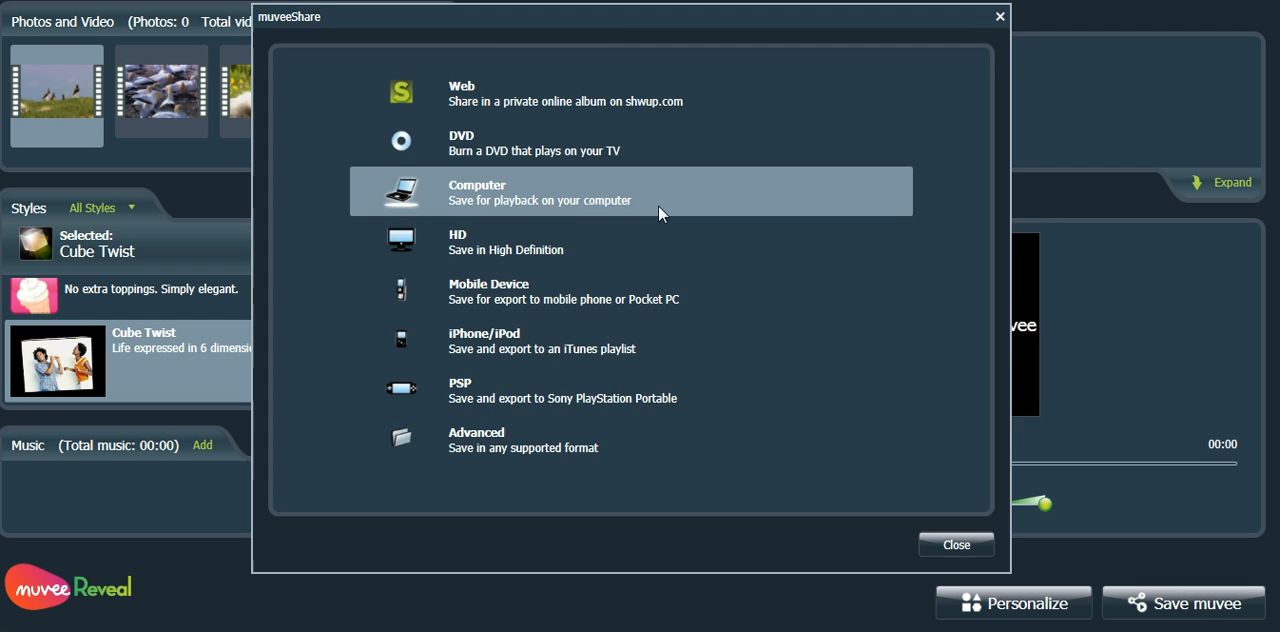 Photos and Video (Photos: 0 Total vid
muveeShare
Web
Share in a private online album on shwup.com
DVD
Burn a DVD that plays on your TV
Computer
Save for playback on your computer
HD
Save in High Definition
Mobile Device
Save for export to mobile phone or Pocket PC
iPhone/iPod
Save and export to an iTunes playlist
PSP
Save and export to Sony PlayStation Portable
Advanced
Save in any supported format
Close
Styles All Styles
Selected:
Cube Twist
No extra toppings. Simply elegant.
Cube Twist
Life expressed in 6 dimensi
Music (Total music: 00:00) Add
Expand
vee
00:00
muvee Reveal
Personalize
Save muvee